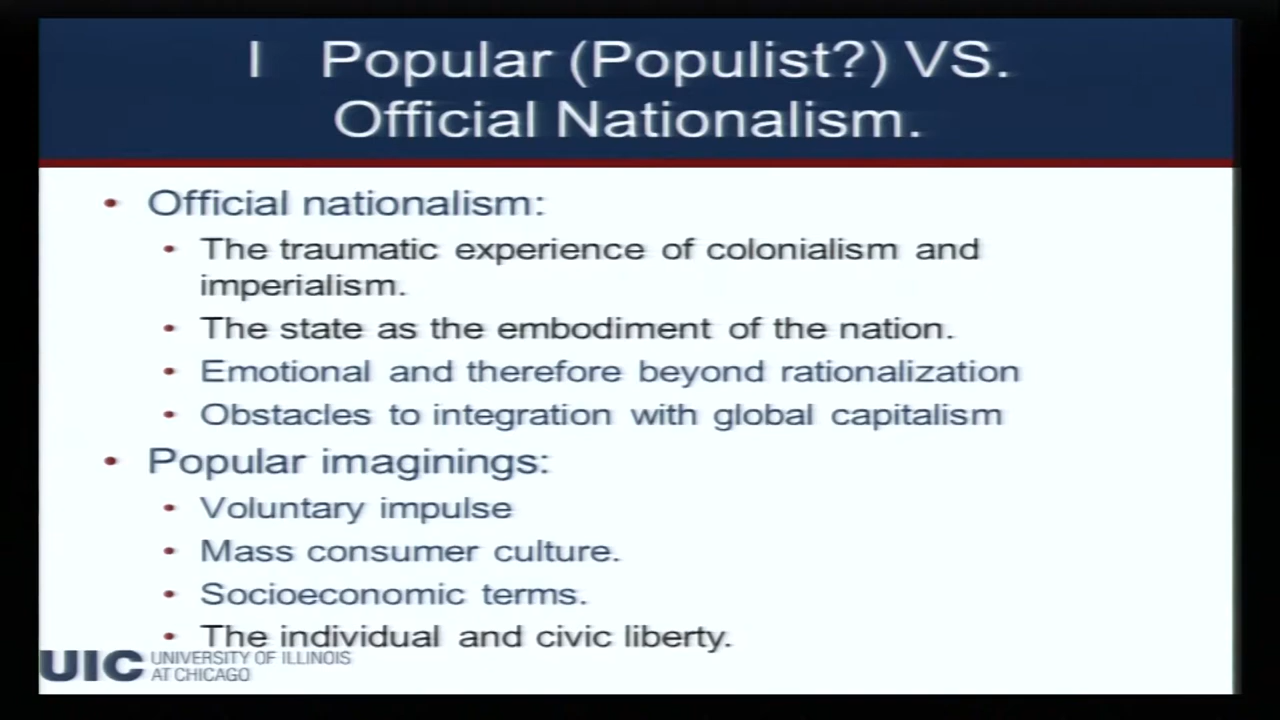 I Popular (Populist?) VS.
Official Nationalism.
• Official nationalism:
• The traumatic experience of colonialism and
imperialism.
• The state as the embodiment of the nation.
• Emotional and therefore beyond rationalization
• Obstacles to integration with global capitalism
• Popular imaginings:
• Voluntary impulse
• Mass consumer culture.
• Socioeconomic terms.
• The individual and civic liberty.
UIC UNIVERSITY OF ILLINOIS
AT CHICAGO